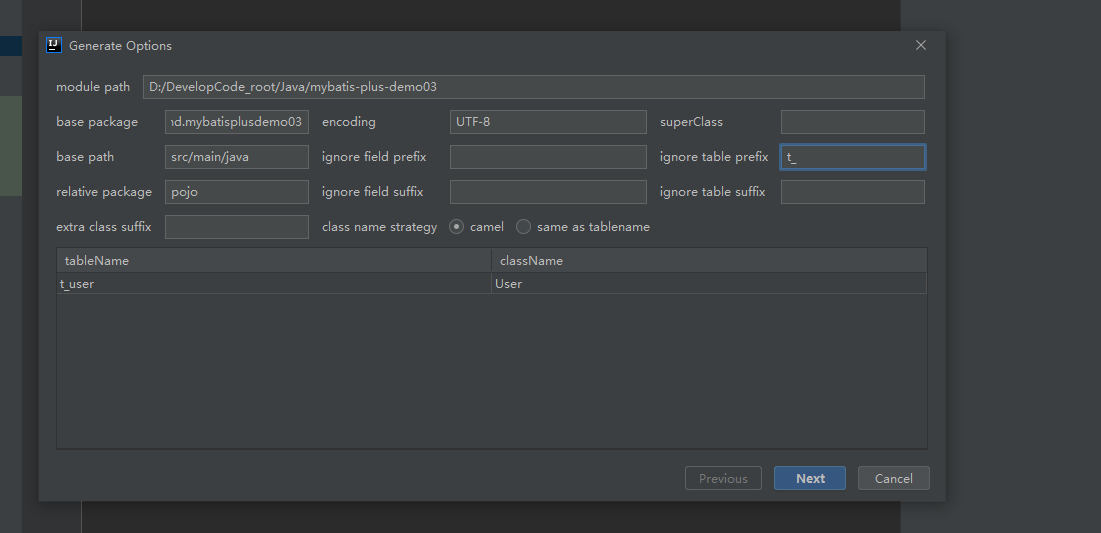 Generate Options
module path D:/DevelopCode_root/Java/mybatis-plus-demo03
base package d.mybatisplusdemo03 encoding UTF-8 superClass
base path src/main/java ignore field prefix ignore table prefix t_
relative package pojo ignore field suffix ignore table suffix
extra class suffix class name strategy camel same as tablename
tableName className
t_user User
Previous Next Cancel